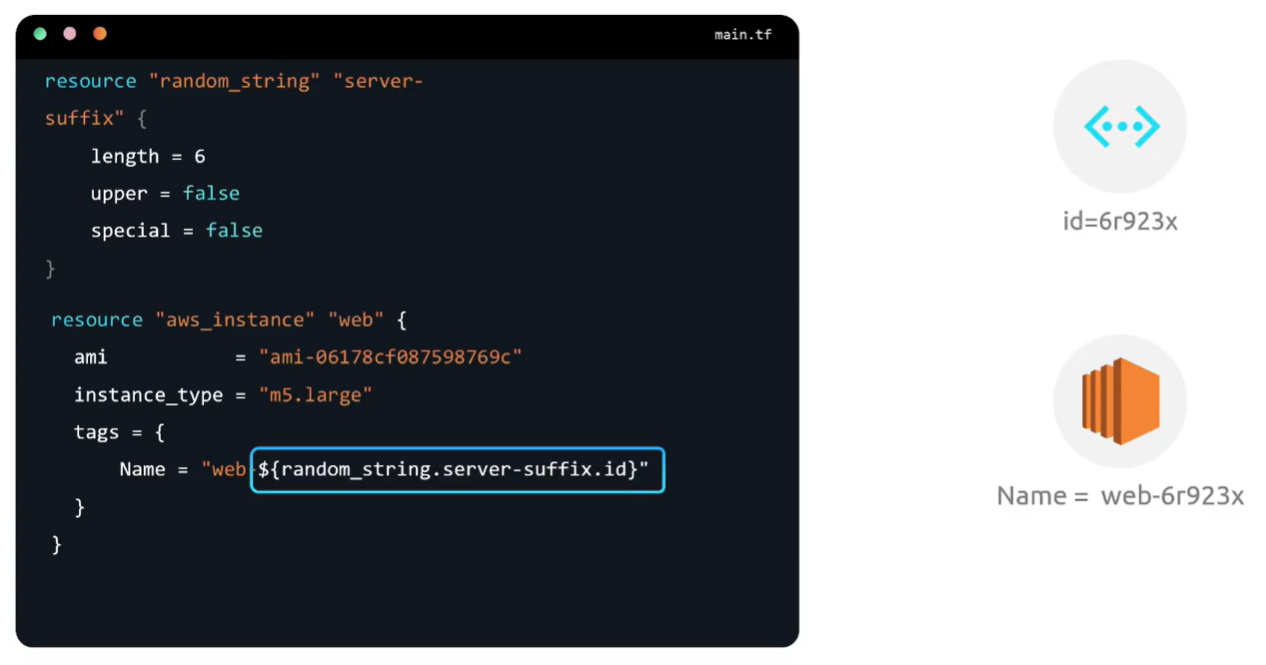 main.tf
resource "random_string" "server-
suffix" {
length = 6
upper = false
special = false
}
resource "aws_instance" "web" {
ami = "ami-06178cf087598769c"
instance_type = "m5.large"
tags = {
Name = "web-${random_string.server-suffix.id}"
}
}
id=6r923x
Name = web-6r923x